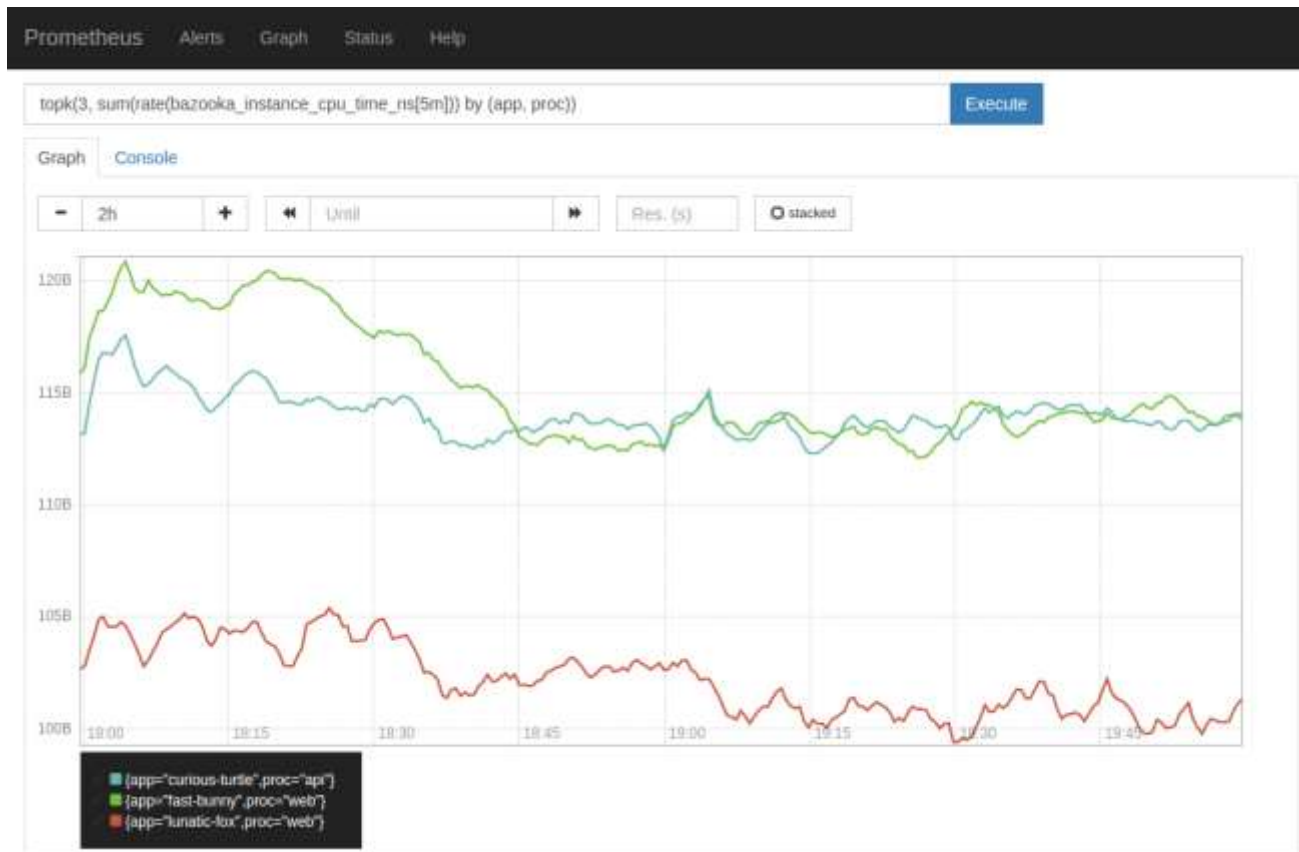 Prometheus Alerts Graph Status Help
topk(3, sum(rate(bazooka_instance_cpu_time_ns[5m])) by (app, proc))
Execute
Graph Console
2h Until Res. (s) stacked
120B
115B
110B
105B
100B
18:00 18:15 18:30 18:45 19:00 19:15 19:30 19:45
{app="curious-turtle",proc="api"}
{app="fast-bunny",proc="web"}
{app="lunatic-fox",proc="web"}